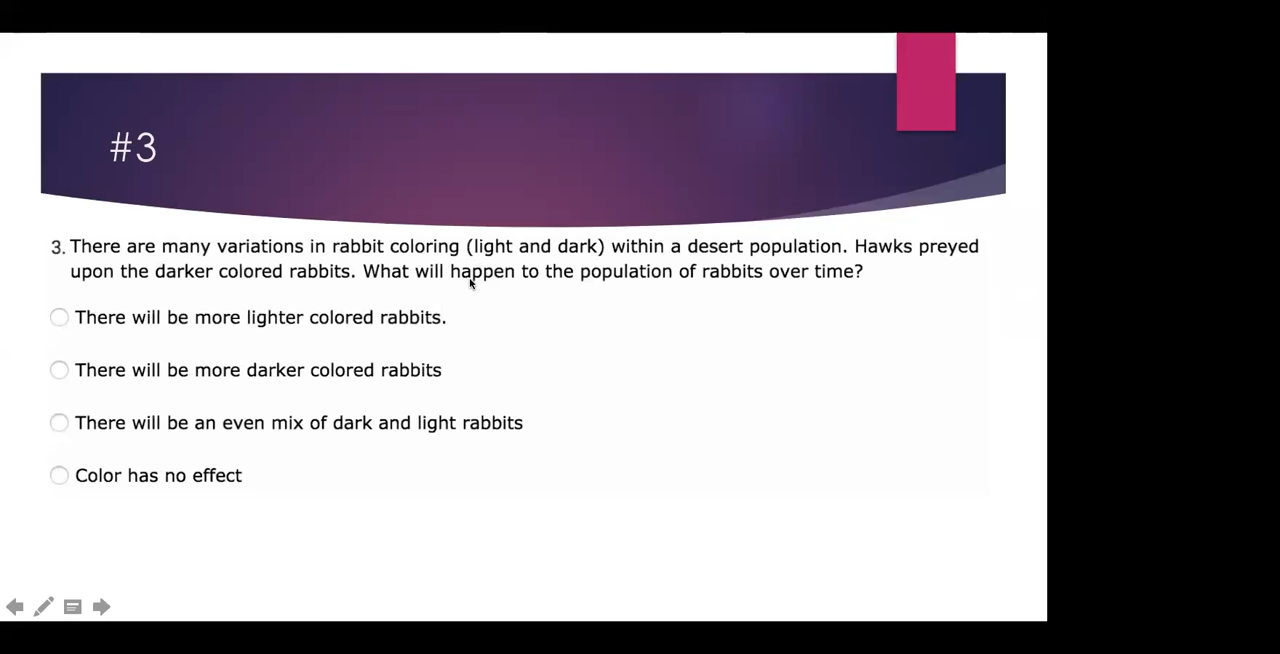 #3
3. There are many variations in rabbit coloring (light and dark) within a desert population. Hawks preyed
upon the darker colored rabbits. What will happen to the population of rabbits over time?
There will be more lighter colored rabbits.
There will be more darker colored rabbits
There will be an even mix of dark and light rabbits
Color has no effect